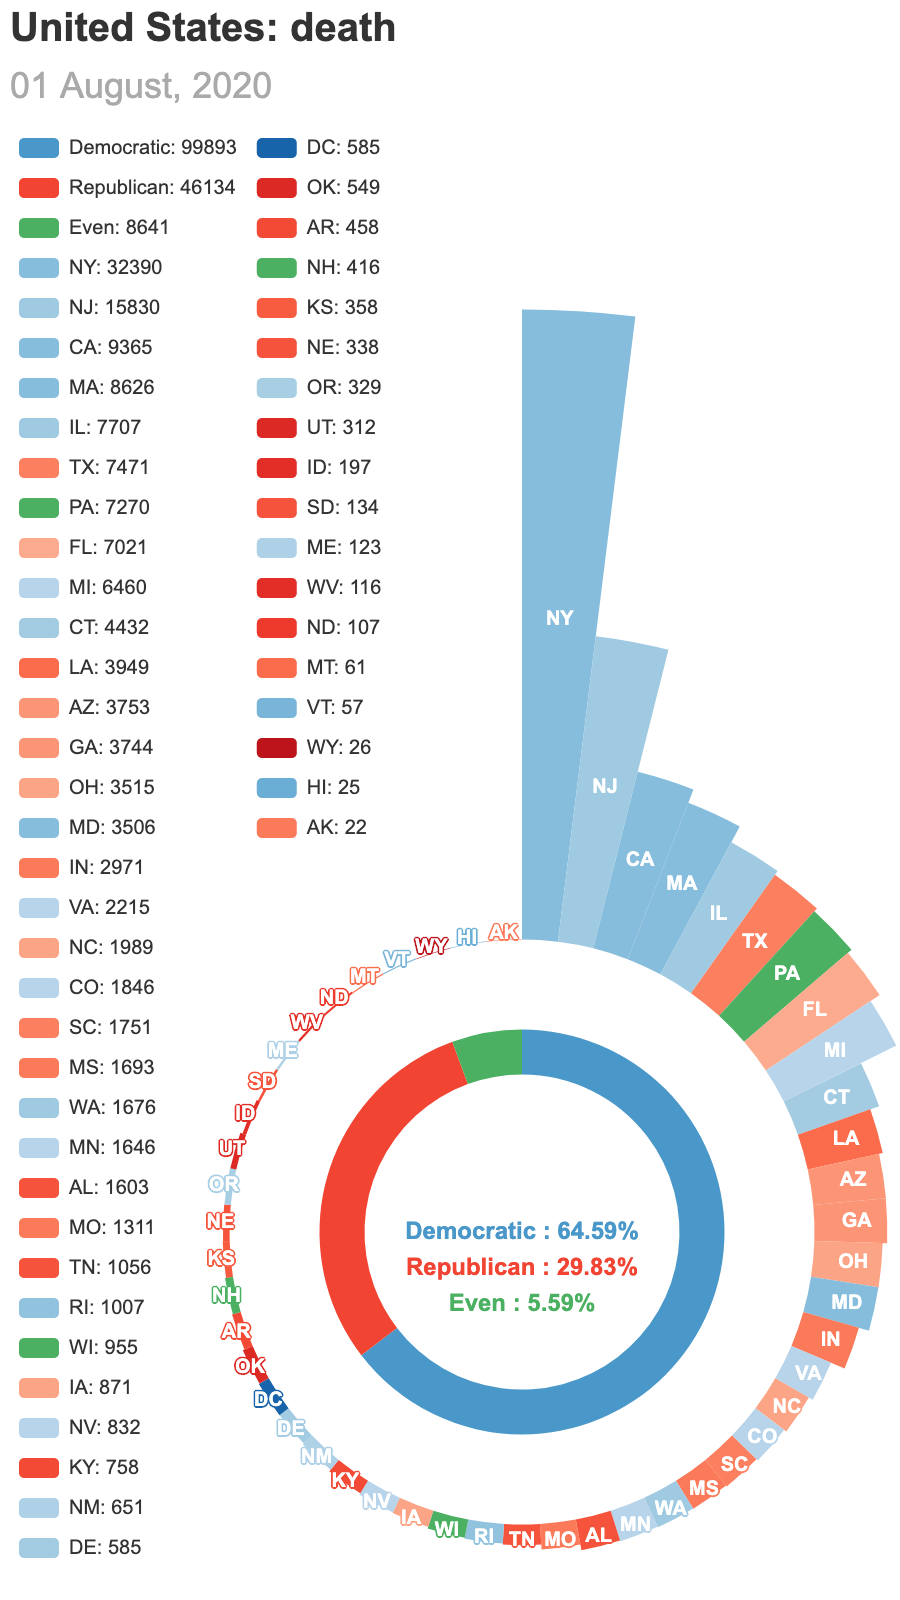 United States: death
01 August, 2020
Democratic: 99893
Republican: 46134
Even: 8641
NY: 32390
NJ: 15830
CA: 9365
MA: 8626
IL: 7707
TX: 7471
PA: 7270
FL: 7021
MI: 6460
CT: 4432
LA: 3949
AZ: 3753
GA: 3744
OH: 3515
MD: 3506
IN: 2971
VA: 2215
NC: 1989
CO: 1846
SC: 1751
MS: 1693
WA: 1676
MN: 1646
AL: 1603
MO: 1311
TN: 1056
RI: 1007
WI: 955
IA: 871
NV: 832
KY: 758
NM: 651
DE: 585
DC: 585
OK: 549
AR: 458
NH: 416
KS: 358
NE: 338
OR: 329
UT: 312
ID: 197
SD: 134
ME: 123
WV: 116
ND: 107
MT: 61
VT: 57
WY: 26
HI: 25
AK: 22
NY
NJ
CA
MA
IL
TX
PA
FL
MI
CT
LA
AZ
GA
OH
MD
IN
VA
NC
CO
SC
MS
WA
MN
AL
MO
TN
RI
WI
IA
NV
KY
NM
DE
DC
OK
AR
NH
KS
NE
OR
UT
ID
SD
ME
WV
ND
MT
VT
WY
HI
AK
Democratic : 64.59%
Republican : 29.83%
Even : 5.59%